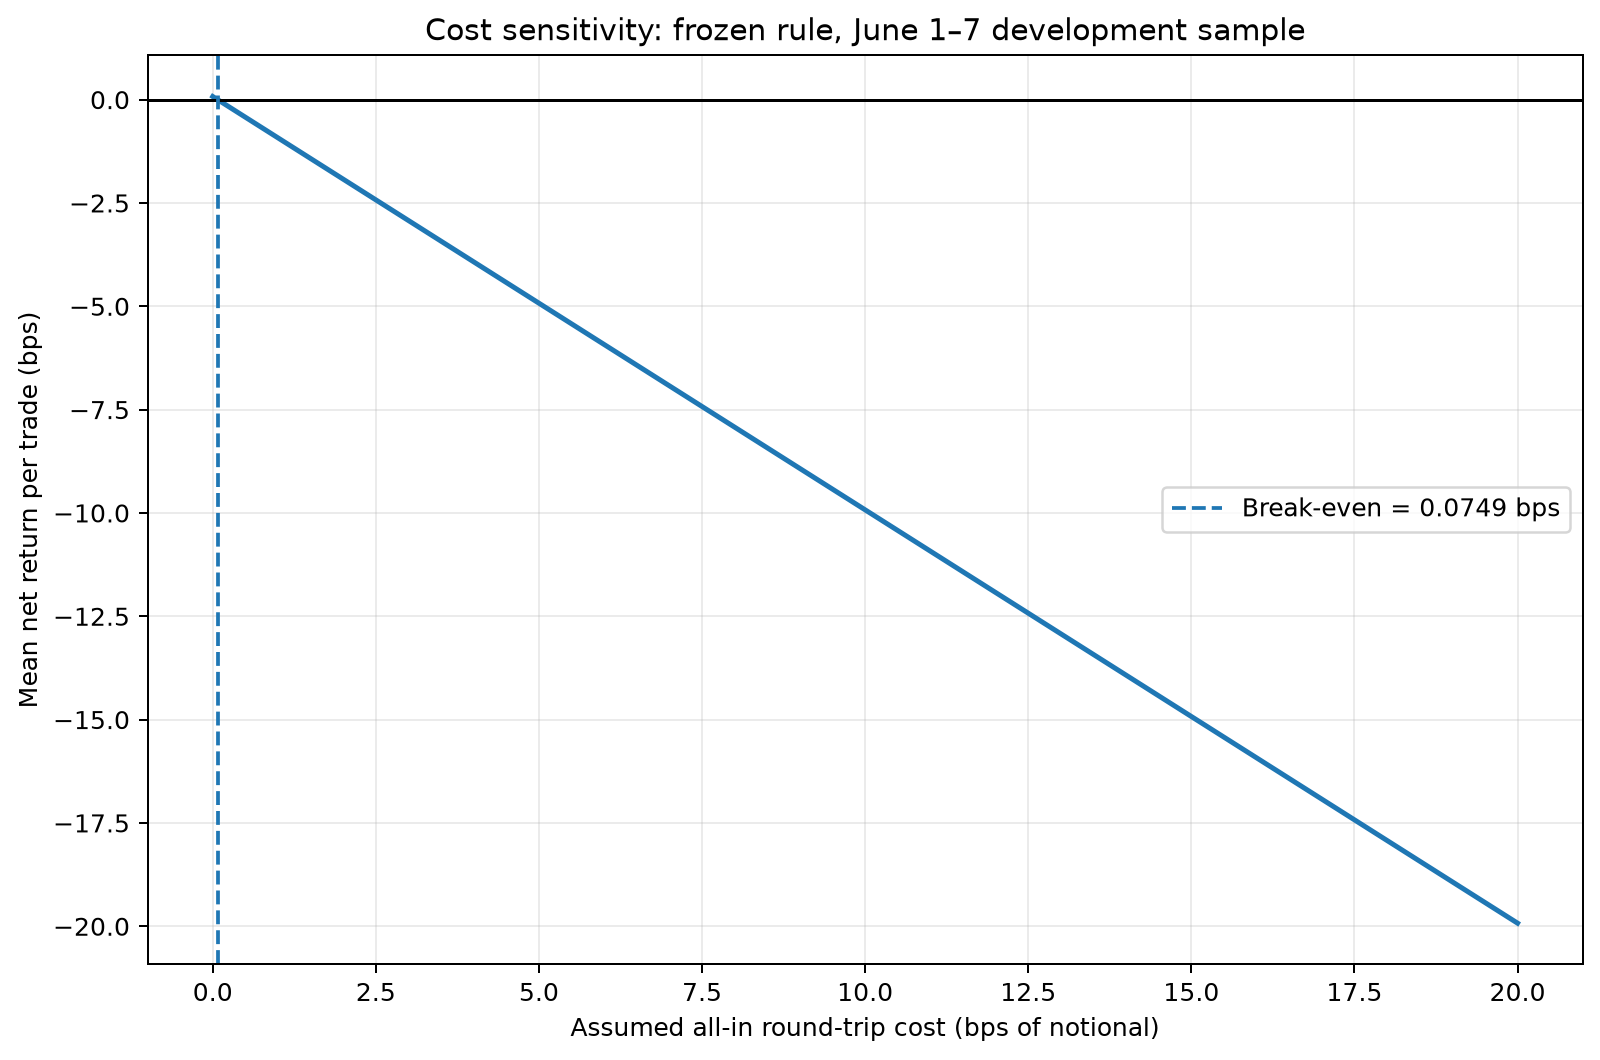 Cost sensitivity: frozen rule, June 1–7 development sample
Mean net return per trade (bps)
0.0
−2.5
−5.0
−7.5
−10.0
−12.5
−15.0
−17.5
−20.0
Break-even = 0.0749 bps
0.0 2.5 5.0 7.5 10.0 12.5 15.0 17.5 20.0
Assumed all-in round-trip cost (bps of notional)